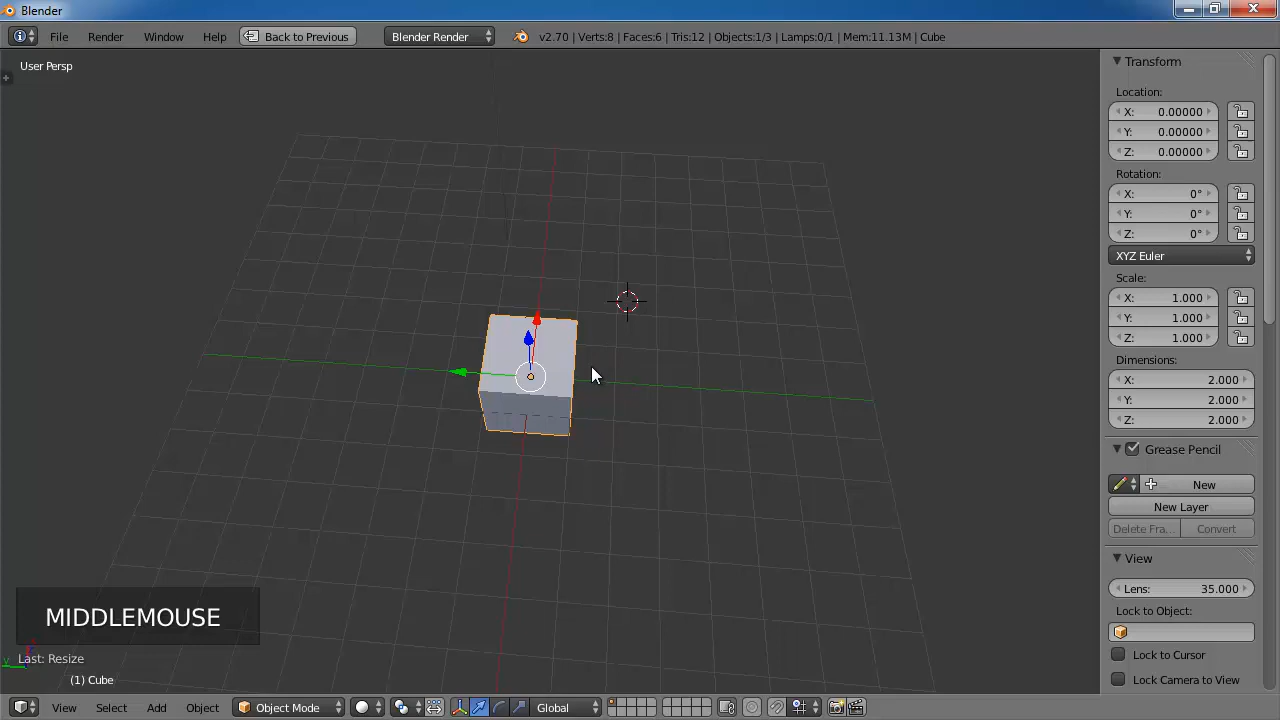 Blender
File Render Window Help Back to Previous Blender Render v2.70 | Verts:8 | Faces:6 | Tris:12 | Objects:1/3 | Lamps:0/1 | Mem:11.13M | Cube
User Persp
Transform
Location:
X: 0.00000
Y: 0.00000
Z: 0.00000
Rotation:
X: 0°
Y: 0°
Z: 0°
XYZ Euler
Scale:
X: 1.000
Y: 1.000
Z: 1.000
Dimensions:
X: 2.000
Y: 2.000
Z: 2.000
Grease Pencil
New
New Layer
Delete Fra... Convert
View
Lens: 35.000
Lock to Object:
Lock to Cursor
Lock Camera to View
MIDDLEMOUSE
y
Last: Resize
(1) Cube
View Select Add Object Object Mode Global